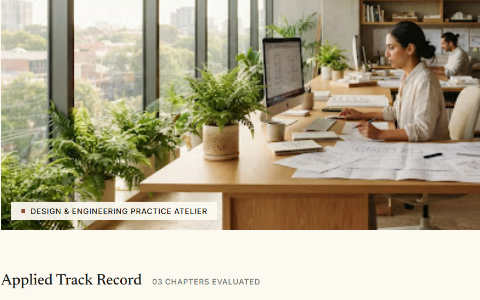 DESIGN & ENGINEERING PRACTICE ATELIER
Applied Track Record
03 CHAPTERS EVALUATED